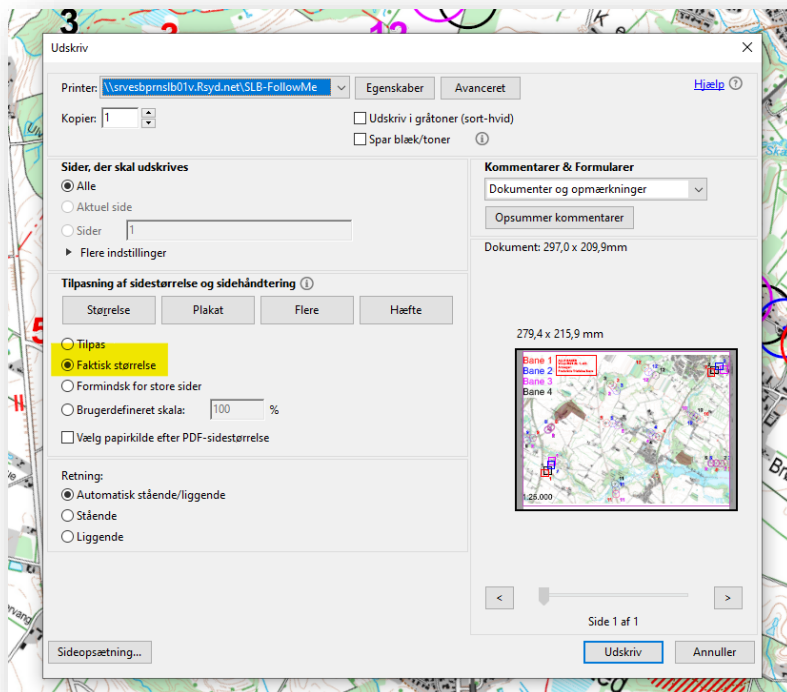 3
2
13
Udskriv
Printer: \\srvesbprnslb01v.Rsyd.net\SLB-FollowMe Egenskaber Avanceret Hjælp
Kopier: 1 Udskriv i gråtoner (sort-hvid)
Spar blæk/toner
Sider, der skal udskrives
Alle
Aktuel side
Sider 1
Flere indstillinger
Kommentarer & Formularer
Dokumenter og opmærkninger
Opsummer kommentarer
Dokument: 297,0 x 209,9mm
Tilpasning af sidestørrelse og sidehåndtering
Størrelse Plakat Flere Hæfte
Tilpas
Faktisk størrelse
Formindsk for store sider
Brugerdefineret skala: 100 %
Vælg papirkilde efter PDF-sidestørrelse
Retning:
Automatisk stående/liggende
Stående
Liggende
279,4 x 215,9 mm
Bane 1
Bane 2
Bane 3
Bane 4
1:25.000
< >
Side 1 af 1
Sideopsætning... Udskriv Annuller